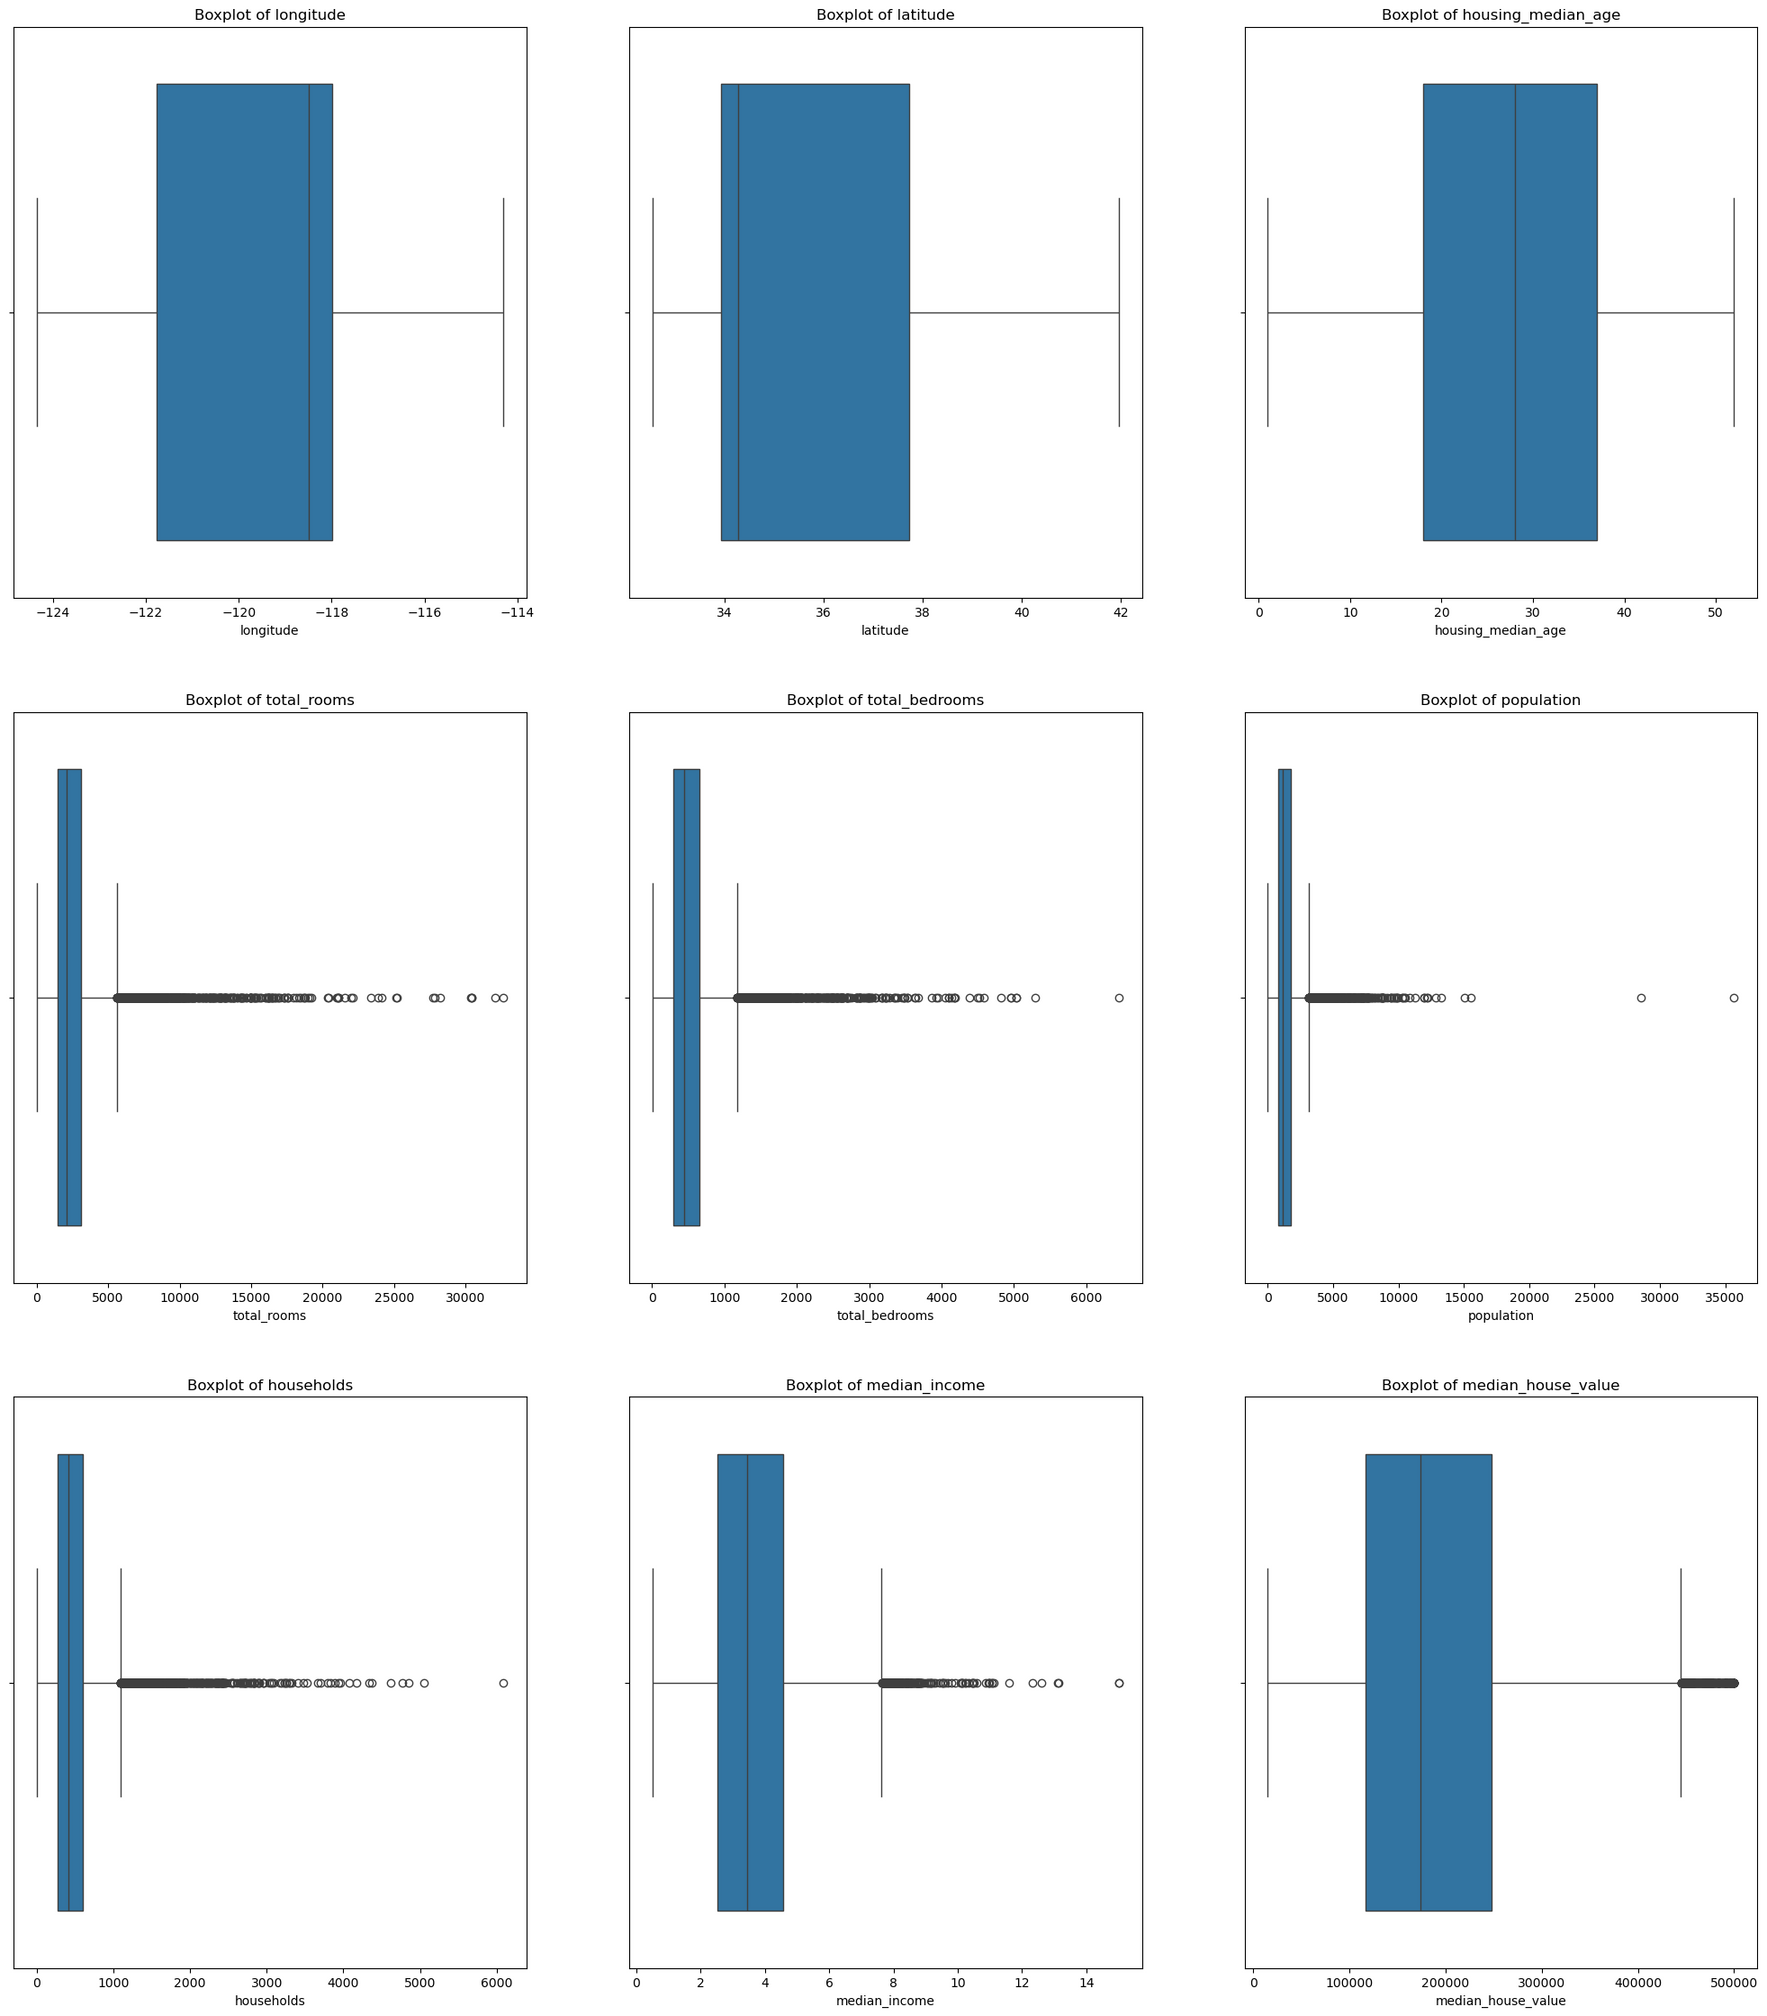 Boxplot of longitude
Boxplot of latitude
Boxplot of housing_median_age
−124 −122 −120 −118 −116 −114
34 36 38 40 42
0 10 20 30 40 50
longitude
latitude
housing_median_age
Boxplot of total_rooms
Boxplot of total_bedrooms
Boxplot of population
0 5000 10000 15000 20000 25000 30000
0 1000 2000 3000 4000 5000 6000
0 5000 10000 15000 20000 25000 30000 35000
total_rooms
total_bedrooms
population
Boxplot of households
Boxplot of median_income
Boxplot of median_house_value
0 1000 2000 3000 4000 5000 6000
0 2 4 6 8 10 12 14
0 100000 200000 300000 400000 500000
households
median_income
median_house_value